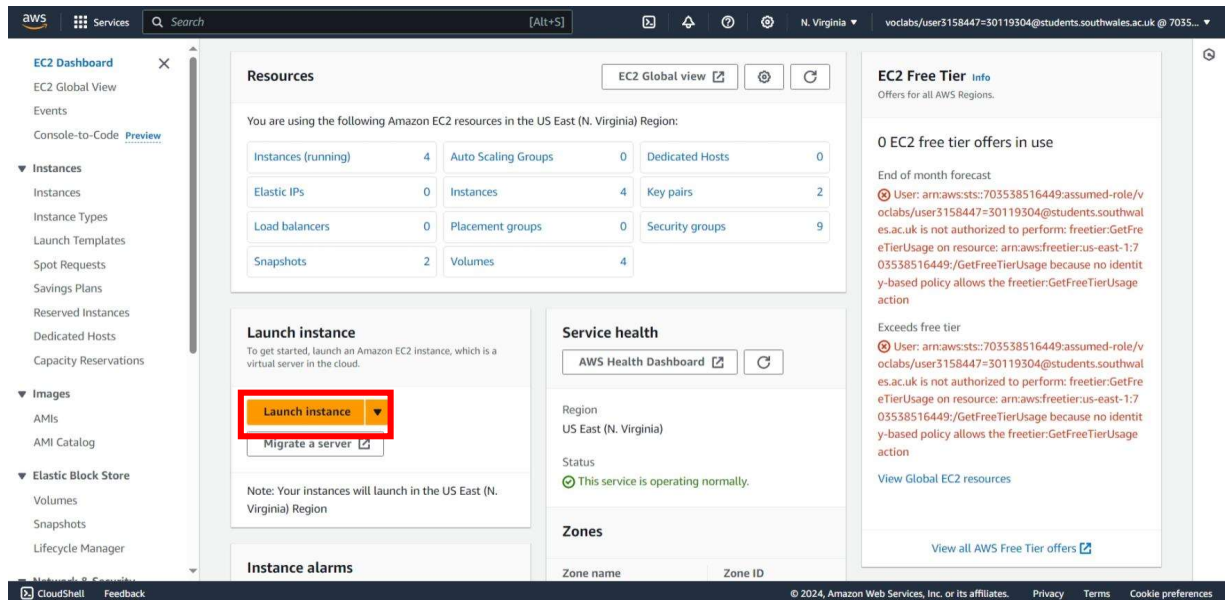 aws
Services
Search
[Alt+S]
N. Virginia
voclabs/user3158447=30119304@students.southwales.ac.uk @ 7035...
EC2 Dashboard
EC2 Global View
Events
Console-to-Code Preview
Instances
Instances
Instance Types
Launch Templates
Spot Requests
Savings Plans
Reserved Instances
Dedicated Hosts
Capacity Reservations
Images
AMIs
AMI Catalog
Elastic Block Store
Volumes
Snapshots
Lifecycle Manager
Network & Security
Resources
EC2 Global view
You are using the following Amazon EC2 resources in the US East (N. Virginia) Region:
Instances (running) 4
Auto Scaling Groups 0
Dedicated Hosts 0
Elastic IPs 0
Instances 4
Key pairs 2
Load balancers 0
Placement groups 0
Security groups 9
Snapshots 2
Volumes 4
Launch instance
To get started, launch an Amazon EC2 instance, which is a
virtual server in the cloud.
Launch instance
Migrate a server
Note: Your instances will launch in the US East (N.
Virginia) Region
Instance alarms
Service health
AWS Health Dashboard
Region
US East (N. Virginia)
Status
This service is operating normally.
Zones
Zone name
Zone ID
EC2 Free Tier Info
Offers for all AWS Regions.
0 EC2 free tier offers in use
End of month forecast
User: arn:aws:sts::703538516449:assumed-role/v
oclabs/user3158447=30119304@students.southwal
es.ac.uk is not authorized to perform: freetier:GetFre
eTierUsage on resource: arn:aws:freetier:us-east-1:7
03538516449:/GetFreeTierUsage because no identit
y-based policy allows the freetier:GetFreeTierUsage
action
Exceeds free tier
User: arn:aws:sts::703538516449:assumed-role/v
oclabs/user3158447=30119304@students.southwal
es.ac.uk is not authorized to perform: freetier:GetFre
eTierUsage on resource: arn:aws:freetier:us-east-1:7
03538516449:/GetFreeTierUsage because no identit
y-based policy allows the freetier:GetFreeTierUsage
action
View Global EC2 resources
View all AWS Free Tier offers
CloudShell
Feedback
© 2024, Amazon Web Services, Inc. or its affiliates.
Privacy
Terms
Cookie preferences